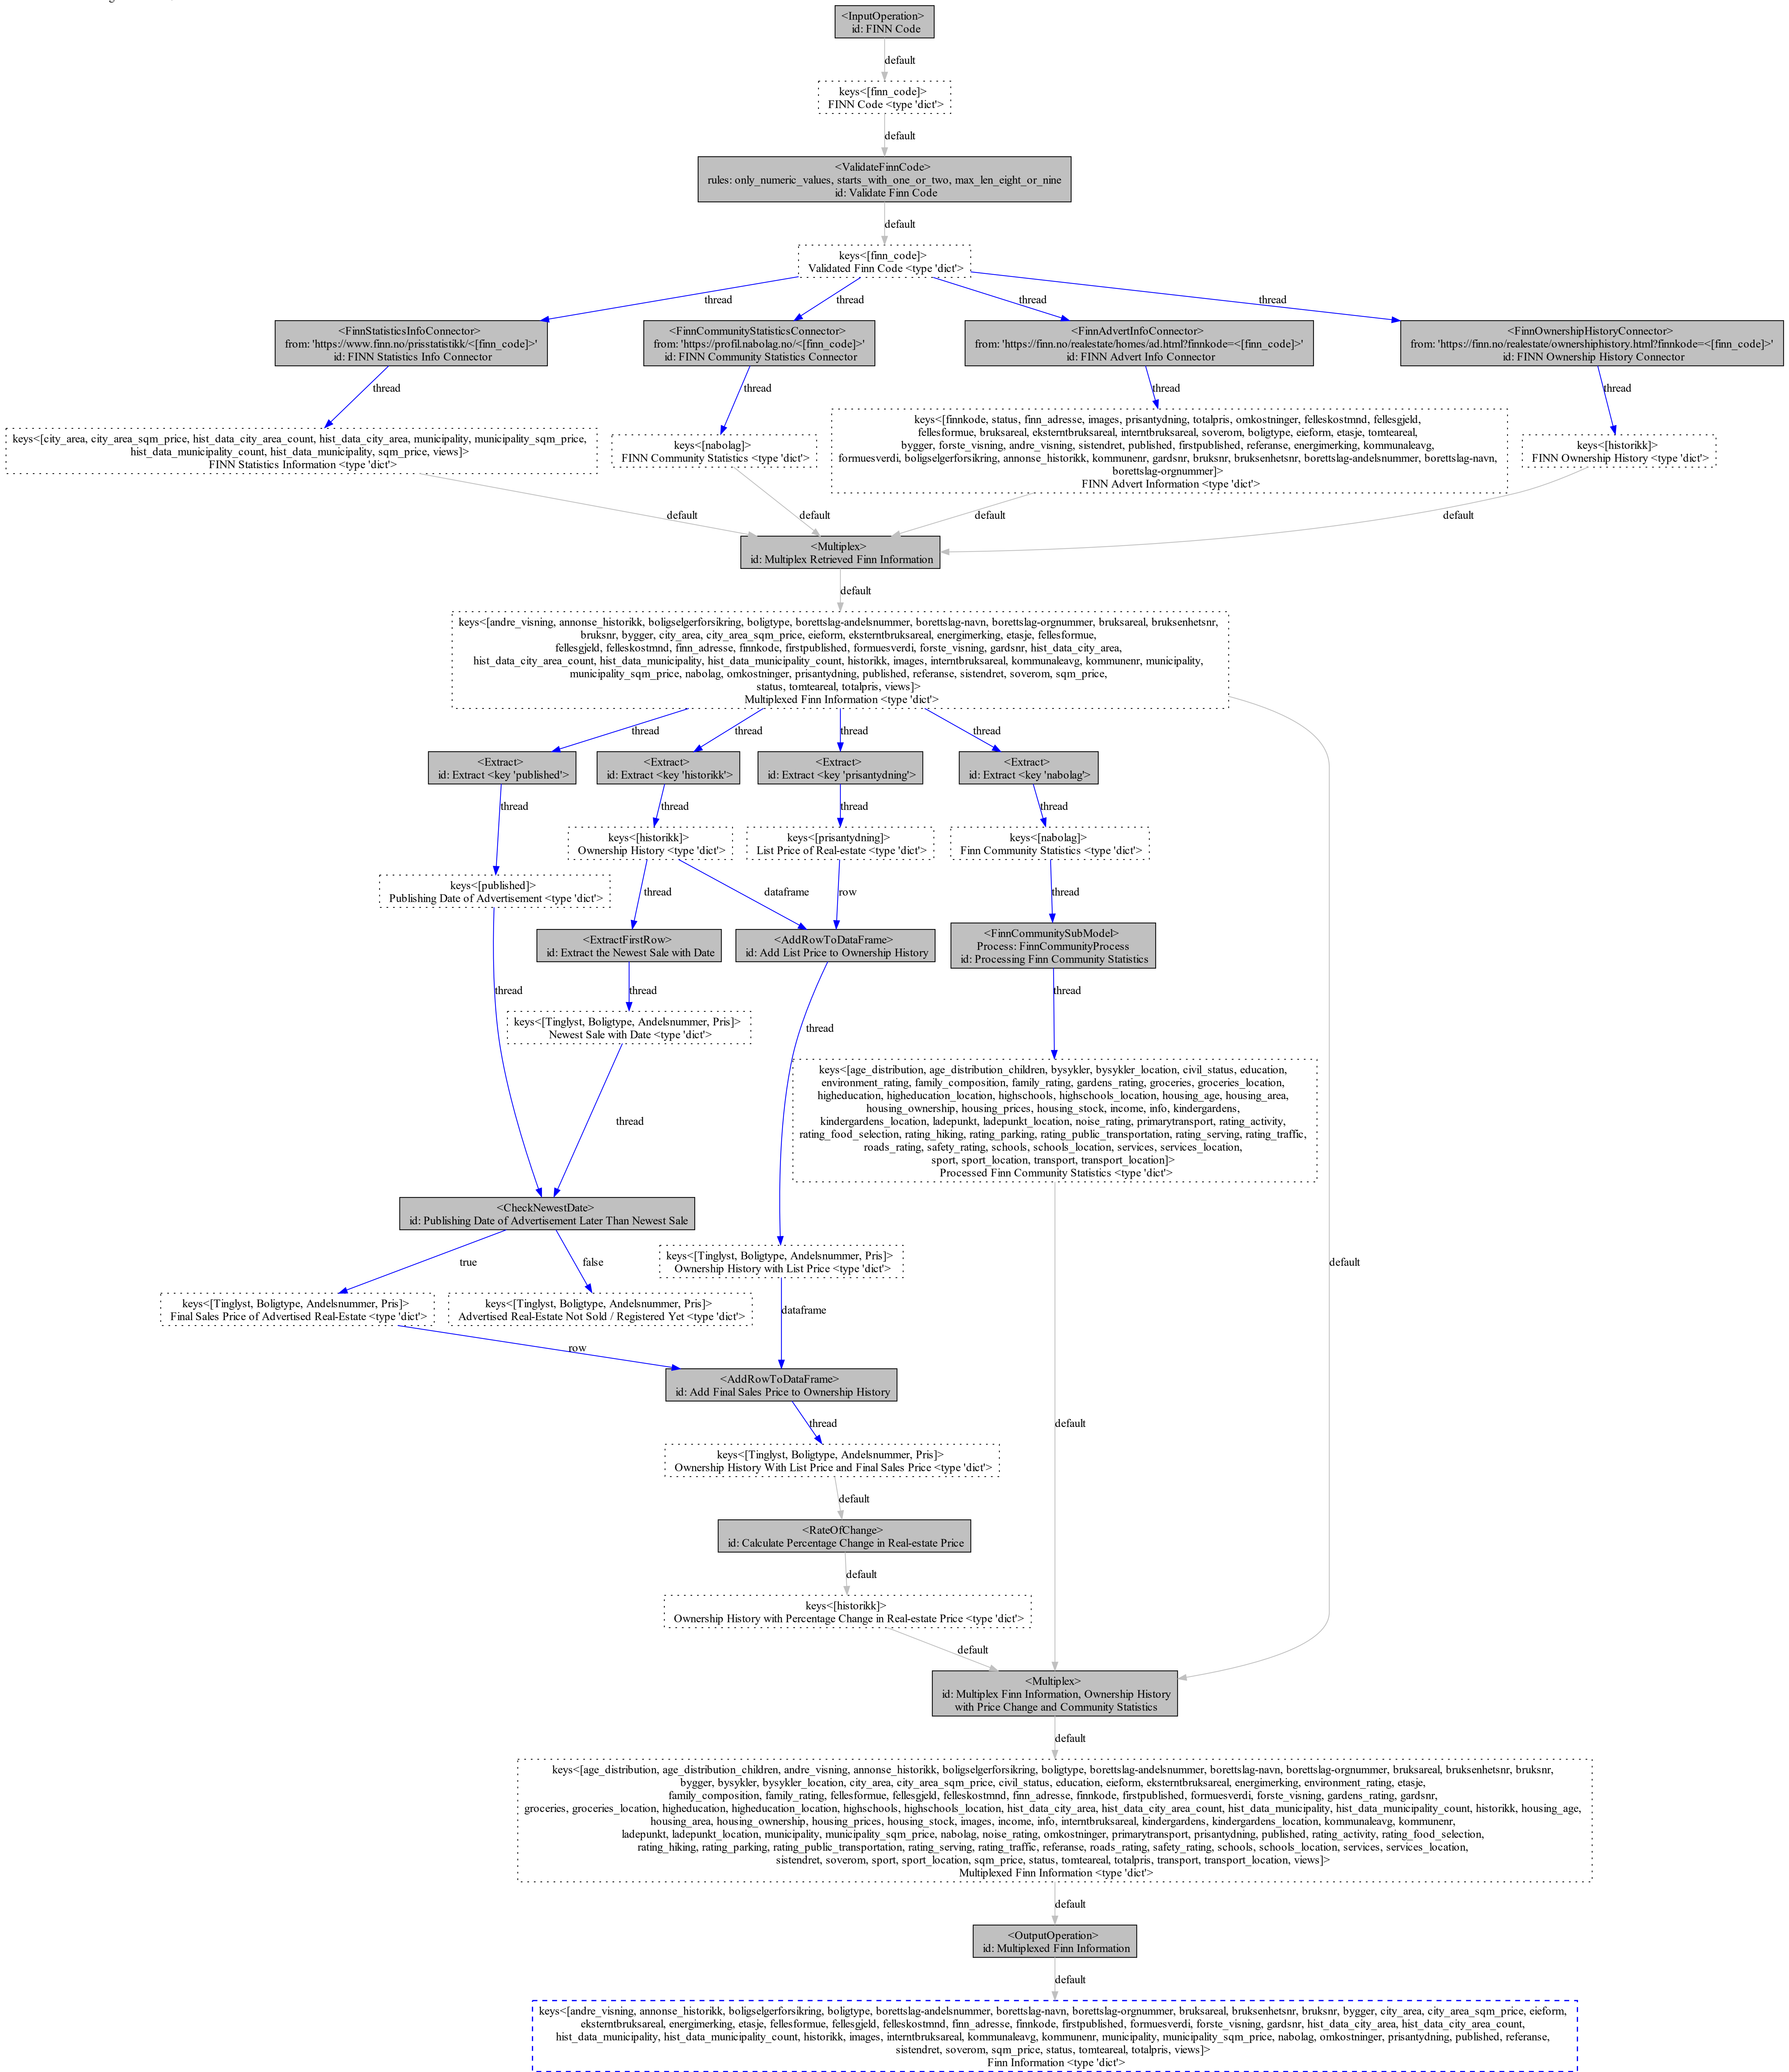 <InputOperation>
id: FINN Code
default
keys<[finn_code]>
FINN Code <type 'dict'>
default
<ValidateFinnCode>
rules: only_numeric_values, starts_with_one_or_two, max_len_eight_or_nine
id: Validate Finn Code
default
keys<[finn_code]>
Validated Finn Code <type 'dict'>
thread
thread
thread
thread
<FinnStatisticsInfoConnector>
from: 'https://www.finn.no/prisstatistikk/<[finn_code]>'
id: FINN Statistics Info Connector
<FinnCommunityStatisticsConnector>
from: 'https://profil.nabolag.no/<[finn_code]>'
id: FINN Community Statistics Connector
<FinnAdvertInfoConnector>
from: 'https://finn.no/realestate/homes/ad.html?finnkode=<[finn_code]>'
id: FINN Advert Info Connector
<FinnOwnershipHistoryConnector>
from: 'https://finn.no/realestate/ownershiphistory.html?finnkode=<[finn_code]>'
id: FINN Ownership History Connector
thread
thread
thread
thread
keys<[city_area, city_area_sqm_price, hist_data_city_area_count, hist_data_city_area, municipality, municipality_sqm_price,
hist_data_municipality_count, hist_data_municipality, sqm_price, views]>
FINN Statistics Information <type 'dict'>
keys<[nabolag]>
FINN Community Statistics <type 'dict'>
keys<[finnkode, status, finn_adresse, images, prisantydning, totalpris, omkostninger, felleskostmnd, fellesgjeld,
fellesformue, bruksareal, eksterntbruksareal, interntbruksareal, soverom, boligtype, eieform, etasje, tomteareal,
bygger, forste_visning, andre_visning, sistendret, published, firstpublished, referanse, energimerking, kommunaleavg,
formuesverdi, boligselgerforsikring, annonse_historikk, kommunenr, gardsnr, bruksnr, bruksenhetsnr, borettslag-andelsnummer, borettslag-navn,
borettslag-orgnummer]>
FINN Advert Information <type 'dict'>
keys<[historikk]>
FINN Ownership History <type 'dict'>
default
default
default
default
<Multiplex>
id: Multiplex Retrieved Finn Information
default
keys<[andre_visning, annonse_historikk, boligselgerforsikring, boligtype, borettslag-andelsnummer, borettslag-navn, borettslag-orgnummer, bruksareal, bruksenhetsnr,
bruksnr, bygger, city_area, city_area_sqm_price, eieform, eksterntbruksareal, energimerking, etasje, fellesformue,
fellesgjeld, felleskostmnd, finn_adresse, finnkode, firstpublished, formuesverdi, forste_visning, gardsnr, hist_data_city_area,
hist_data_city_area_count, hist_data_municipality, hist_data_municipality_count, historikk, images, interntbruksareal, kommunaleavg, kommunenr, municipality,
municipality_sqm_price, nabolag, omkostninger, prisantydning, published, referanse, sistendret, soverom, sqm_price,
status, tomteareal, totalpris, views]>
Multiplexed Finn Information <type 'dict'>
thread
thread
thread
thread
<Extract>
id: Extract <key 'published'>
<Extract>
id: Extract <key 'historikk'>
<Extract>
id: Extract <key 'prisantydning'>
<Extract>
id: Extract <key 'nabolag'>
thread
thread
thread
thread
keys<[historikk]>
Ownership History <type 'dict'>
keys<[prisantydning]>
List Price of Real-estate <type 'dict'>
keys<[nabolag]>
Finn Community Statistics <type 'dict'>
keys<[published]>
Publishing Date of Advertisement <type 'dict'>
thread
dataframe
row
thread
<ExtractFirstRow>
id: Extract the Newest Sale with Date
<AddRowToDataFrame>
id: Add List Price to Ownership History
<FinnCommunitySubModel>
Process: FinnCommunityProcess
id: Processing Finn Community Statistics
thread
thread
thread
keys<[Tinglyst, Boligtype, Andelsnummer, Pris]>
Newest Sale with Date <type 'dict'>
thread
keys<[age_distribution, age_distribution_children, bysykler, bysykler_location, civil_status, education,
environment_rating, family_composition, family_rating, gardens_rating, groceries, groceries_location,
higheducation, higheducation_location, highschools, highschools_location, housing_age, housing_area,
housing_ownership, housing_prices, housing_stock, income, info, kindergardens,
kindergardens_location, ladepunkt, ladepunkt_location, noise_rating, primarytransport, rating_activity,
rating_food_selection, rating_hiking, rating_parking, rating_public_transportation, rating_serving, rating_traffic,
roads_rating, safety_rating, schools, schools_location, services, services_location,
sport, sport_location, transport, transport_location]>
Processed Finn Community Statistics <type 'dict'>
thread
<CheckNewestDate>
id: Publishing Date of Advertisement Later Than Newest Sale
true
false
keys<[Tinglyst, Boligtype, Andelsnummer, Pris]>
Ownership History with List Price <type 'dict'>
default
keys<[Tinglyst, Boligtype, Andelsnummer, Pris]>
Final Sales Price of Advertised Real-Estate <type 'dict'>
keys<[Tinglyst, Boligtype, Andelsnummer, Pris]>
Advertised Real-Estate Not Sold / Registered Yet <type 'dict'>
dataframe
row
<AddRowToDataFrame>
id: Add Final Sales Price to Ownership History
thread
default
keys<[Tinglyst, Boligtype, Andelsnummer, Pris]>
Ownership History With List Price and Final Sales Price <type 'dict'>
default
<RateOfChange>
id: Calculate Percentage Change in Real-estate Price
default
keys<[historikk]>
Ownership History with Percentage Change in Real-estate Price <type 'dict'>
default
<Multiplex>
id: Multiplex Finn Information, Ownership History
with Price Change and Community Statistics
default
keys<[age_distribution, age_distribution_children, andre_visning, annonse_historikk, boligselgerforsikring, boligtype, borettslag-andelsnummer, borettslag-navn, borettslag-orgnummer, bruksareal, bruksenhetsnr, bruksnr,
bygger, bysykler, bysykler_location, city_area, city_area_sqm_price, civil_status, education, eieform, eksterntbruksareal, energimerking, environment_rating, etasje,
family_composition, family_rating, fellesformue, fellesgjeld, felleskostmnd, finn_adresse, finnkode, firstpublished, formuesverdi, forste_visning, gardens_rating, gardsnr,
groceries, groceries_location, higheducation, higheducation_location, highschools, highschools_location, hist_data_city_area, hist_data_city_area_count, hist_data_municipality, hist_data_municipality_count, historikk, housing_age,
housing_area, housing_ownership, housing_prices, housing_stock, images, income, info, interntbruksareal, kindergardens, kindergardens_location, kommunaleavg, kommunenr,
ladepunkt, ladepunkt_location, municipality, municipality_sqm_price, nabolag, noise_rating, omkostninger, primarytransport, prisantydning, published, rating_activity, rating_food_selection,
rating_hiking, rating_parking, rating_public_transportation, rating_serving, rating_traffic, referanse, roads_rating, safety_rating, schools, schools_location, services, services_location,
sistendret, soverom, sport, sport_location, sqm_price, status, tomteareal, totalpris, transport, transport_location, views]>
Multiplexed Finn Information <type 'dict'>
default
<OutputOperation>
id: Multiplexed Finn Information
default
keys<[andre_visning, annonse_historikk, boligselgerforsikring, boligtype, borettslag-andelsnummer, borettslag-navn, borettslag-orgnummer, bruksareal, bruksenhetsnr, bruksnr, bygger, city_area, city_area_sqm_price, eieform,
eksterntbruksareal, energimerking, etasje, fellesformue, fellesgjeld, felleskostmnd, finn_adresse, finnkode, firstpublished, formuesverdi, forste_visning, gardsnr, hist_data_city_area, hist_data_city_area_count,
hist_data_municipality, hist_data_municipality_count, historikk, images, interntbruksareal, kommunaleavg, kommunenr, municipality, municipality_sqm_price, nabolag, omkostninger, prisantydning, published, referanse,
sistendret, soverom, sqm_price, status, tomteareal, totalpris, views]>
Finn Information <type 'dict'>